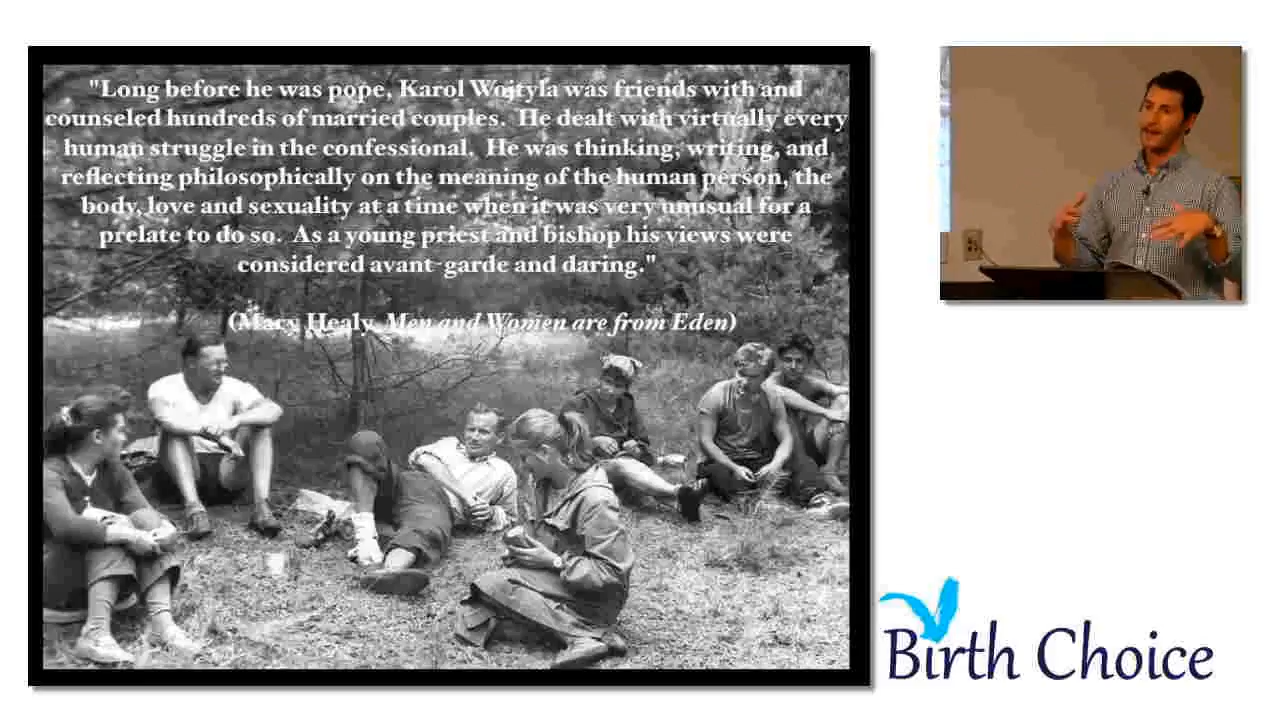 "Long before he was pope, Karol Wojtyla was friends with and
counseled hundreds of married couples.  He dealt with virtually every
human struggle in the confessional.  He was thinking, writing, and
reflecting philosophically on the meaning of the human person, the
body, love and sexuality at a time when it was very unusual for a
prelate to do so.  As a young priest and bishop his views were
considered avant-garde and daring."
(Mary Healy, Men and Women are from Eden)
Birth Choice